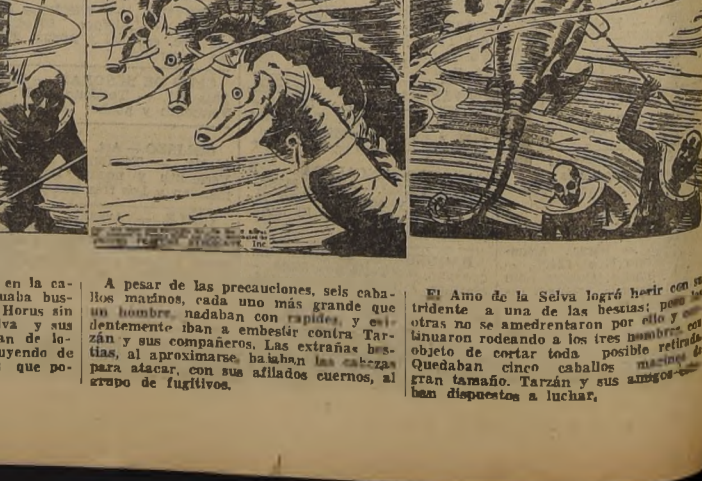 en la ca-
uaba bus-
Horus sin
lva y sus
an de lo-
uyendo de
que po-
A pesar de las precauciones, seis caba-
llos marinos, cada uno más grande que
un hombre, nadaban con rapidez, y evi-
dentemente iban a embestir contra Tar-
zán y sus compañeros. Las extrañas bes-
tias, al aproximarse, bajaban las cabezas
para atacar, con sus afilados cuernos, al
grupo de fugitivos.
Inc
El Amo de la Selva logró herir con su
tridente a una de las bestias; pero las
otras no se amedrentaron por ello y con-
tinuaron rodeando a los tres hombres, con
objeto de cortar toda posible retirada.
Quedaban cinco caballos marinos de
gran tamaño. Tarzán y sus amigos
ban dispuestos a luchar.